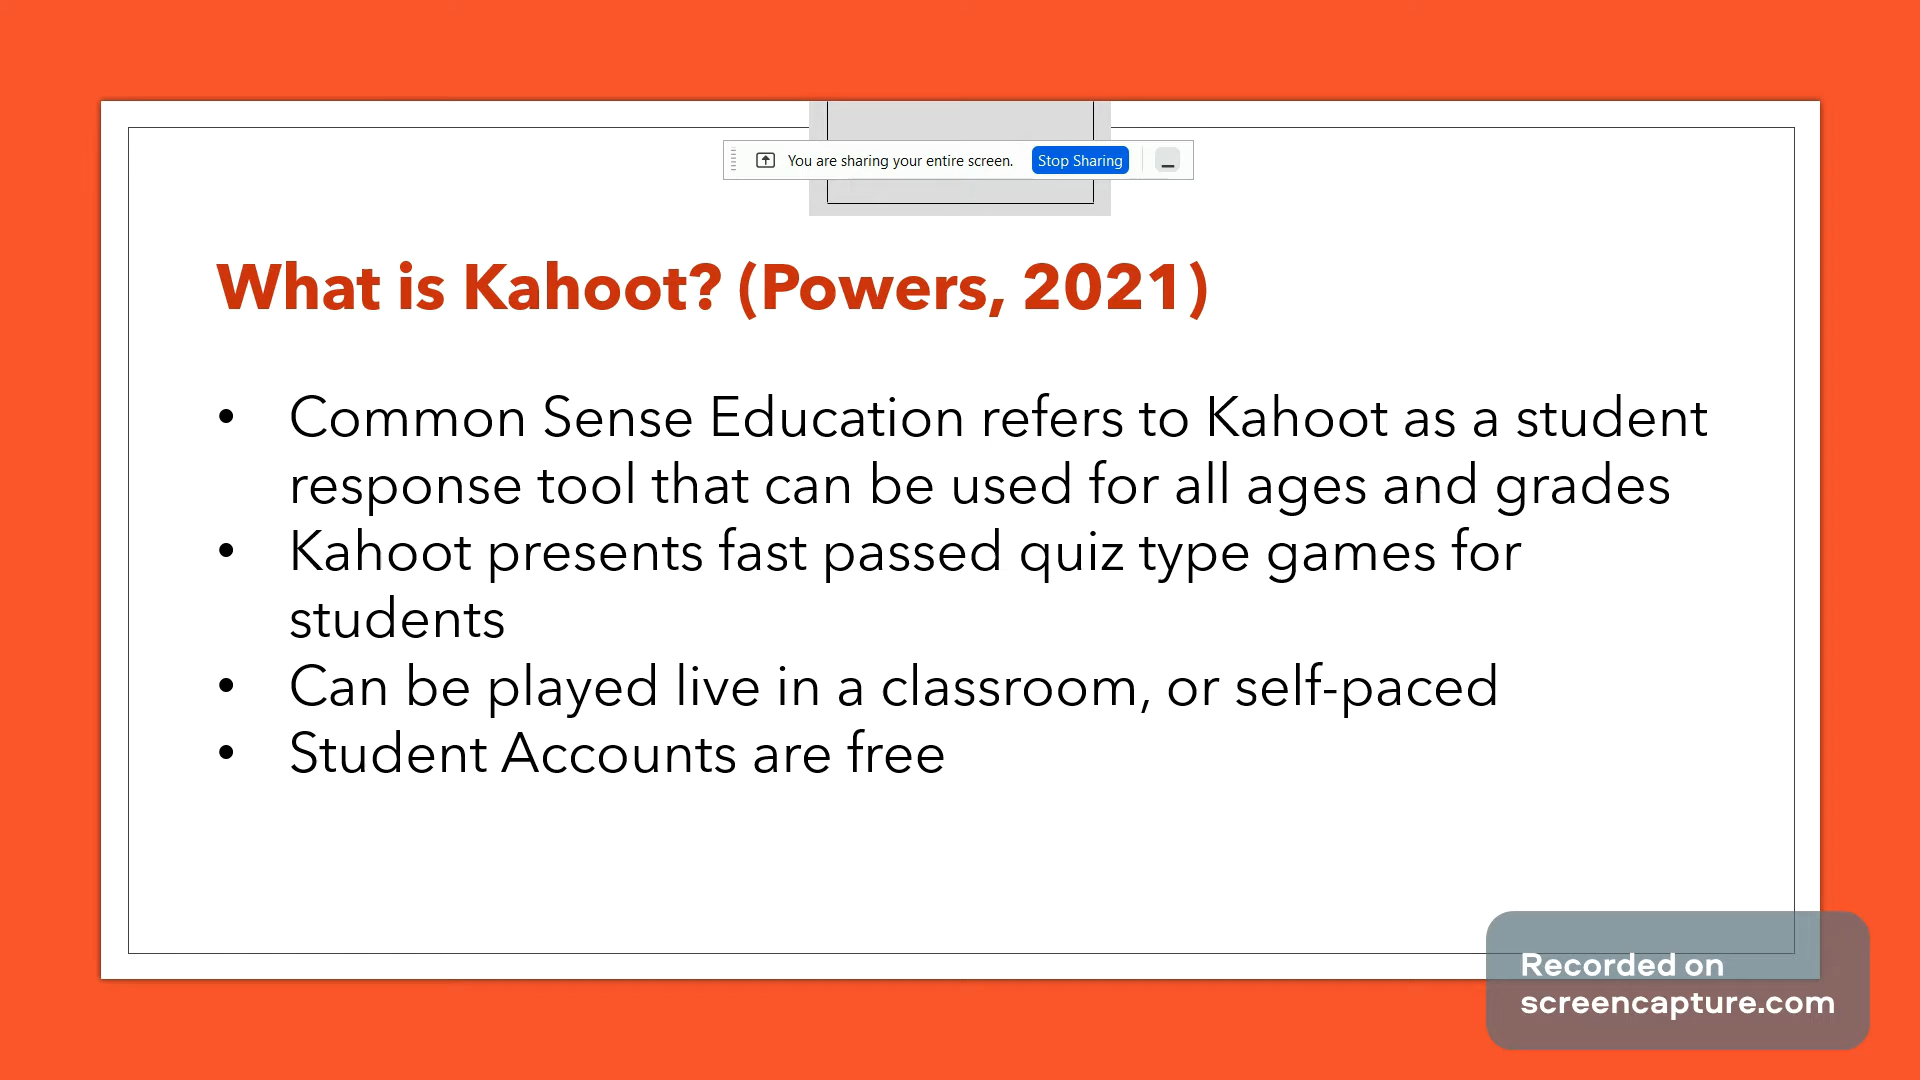 You are sharing your entire screen. Stop Sharing
What is Kahoot? (Powers, 2021)
• Common Sense Education refers to Kahoot as a student
response tool that can be used for all ages and grades
• Kahoot presents fast passed quiz type games for
students
• Can be played live in a classroom, or self-paced
• Student Accounts are free
Recorded on
screencapture.com